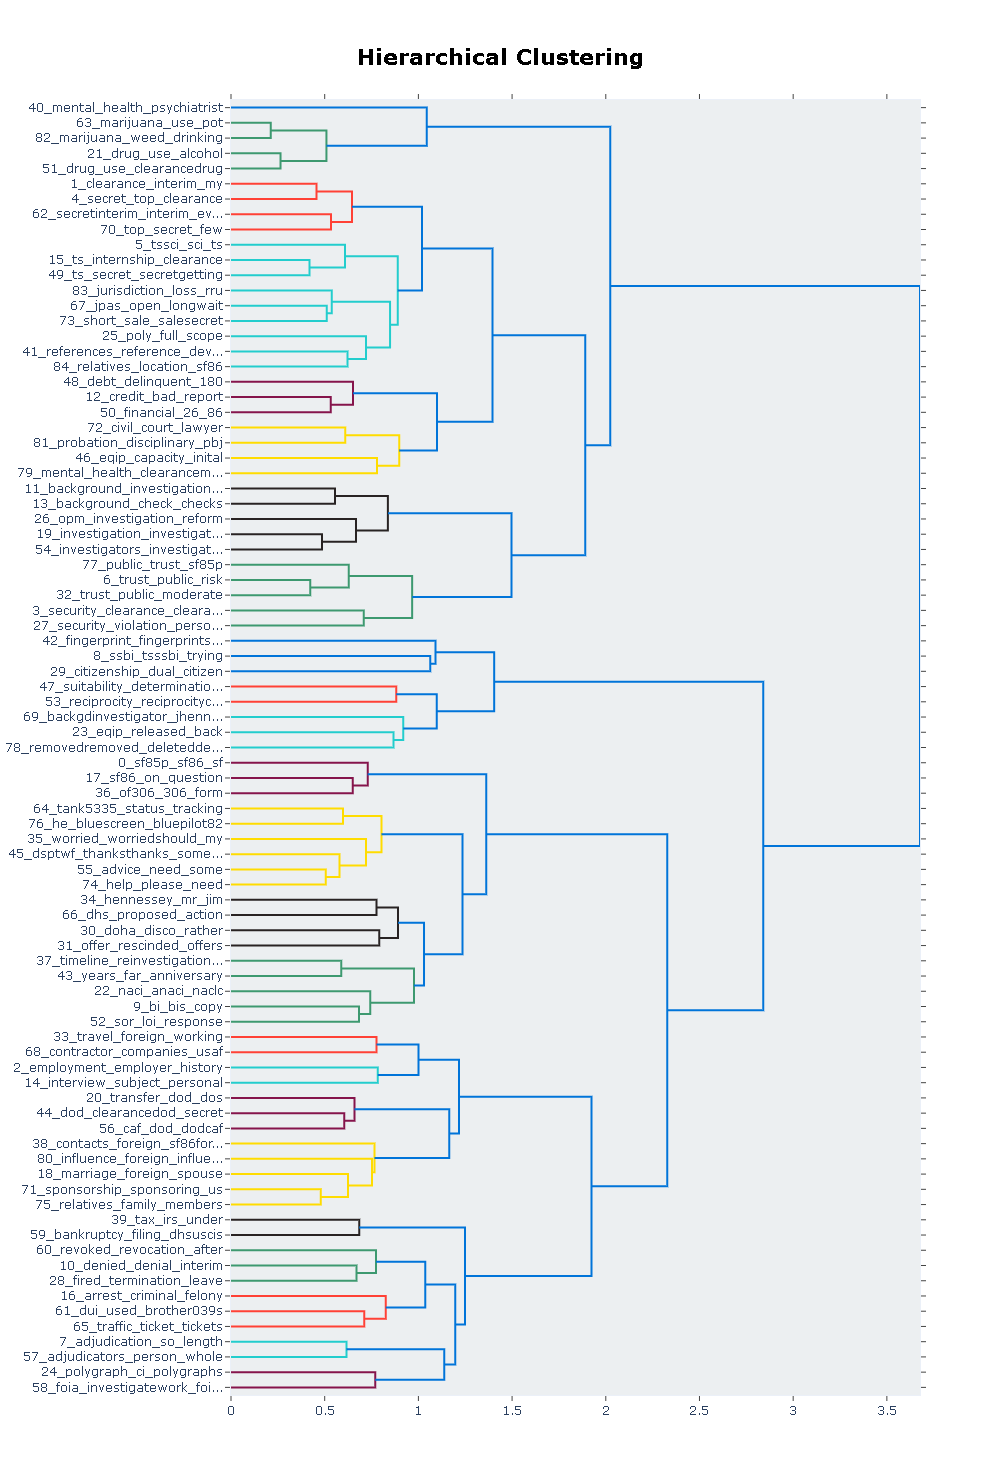 Hierarchical Clustering
40_mental_health_psychiatrist
63_marijuana_use_pot
82_marijuana_weed_drinking
21_drug_use_alcohol
51_drug_use_clearancedrug
1_clearance_interim_my
4_secret_top_clearance
62_secretinterim_interim_ev...
70_top_secret_few
5_tssci_sci_ts
15_ts_internship_clearance
49_ts_secret_secretgetting
83_jurisdiction_loss_rru
67_jpas_open_longwait
73_short_sale_salesecret
25_poly_full_scope
41_references_reference_dev...
84_relatives_location_sf86
48_debt_delinquent_180
12_credit_bad_report
50_financial_26_86
72_civil_court_lawyer
81_probation_disciplinary_pbj
46_eqip_capacity_inital
79_mental_health_clearancem...
11_background_investigation...
13_background_check_checks
26_opm_investigation_reform
19_investigation_investigat...
54_investigators_investigat...
77_public_trust_sf85p
6_trust_public_risk
32_trust_public_moderate
3_security_clearance_cleara...
27_security_violation_perso...
42_fingerprint_fingerprints...
8_ssbi_tsssbi_trying
29_citizenship_dual_citizen
47_suitability_determinatio...
53_reciprocity_reciprocityc...
69_backgdinvestigator_jhenn...
23_eqip_released_back
78_removedremoved_deletedde...
0_sf85p_sf86_sf
17_sf86_on_question
36_of306_306_form
64_tank5335_status_tracking
76_he_bluescreen_bluepilot82
35_worried_worriedshould_my
45_dsptwf_thanksthanks_some...
55_advice_need_some
74_help_please_need
34_hennessey_mr_jim
66_dhs_proposed_action
30_doha_disco_rather
31_offer_rescinded_offers
37_timeline_reinvestigation...
43_years_far_anniversary
22_naci_anaci_naclc
9_bi_bis_copy
52_sor_loi_response
33_travel_foreign_working
68_contractor_companies_usaf
2_employment_employer_history
14_interview_subject_personal
20_transfer_dod_dos
44_dod_clearancedod_secret
56_caf_dod_dodcaf
38_contacts_foreign_sf86for...
80_influence_foreign_influe...
18_marriage_foreign_spouse
71_sponsorship_sponsoring_us
75_relatives_family_members
39_tax_irs_under
59_bankruptcy_filing_dhsuscis
60_revoked_revocation_after
10_denied_denial_interim
28_fired_termination_leave
16_arrest_criminal_felony
61_dui_used_brother039s
65_traffic_ticket_tickets
7_adjudication_so_length
57_adjudicators_person_whole
24_polygraph_ci_polygraphs
58_foia_investigatework_foi...
0 0.5 1 1.5 2 2.5 3 3.5